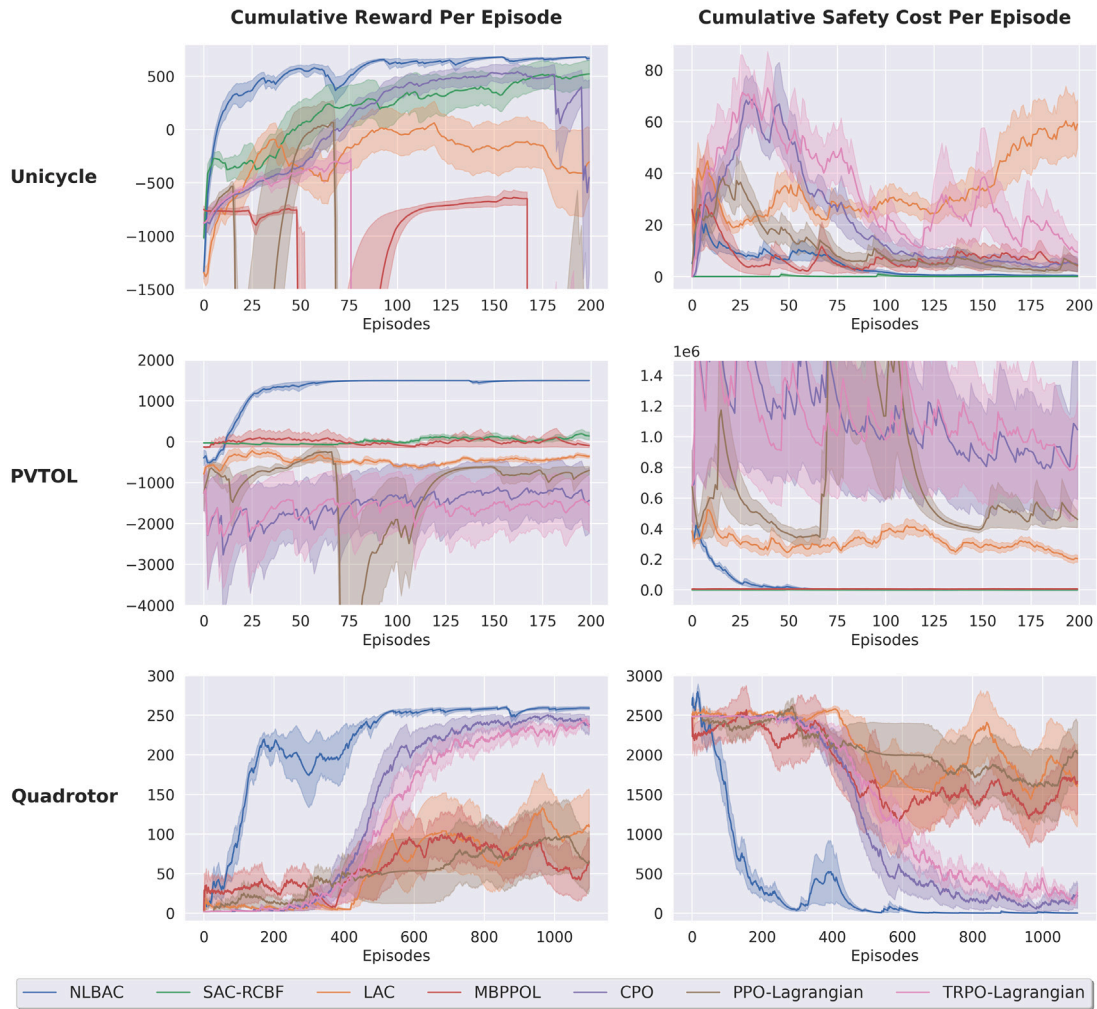 Cumulative Reward Per Episode
Cumulative Safety Cost Per Episode
Unicycle
500
0
−500
−1000
−1500
0 25 50 75 100 125 150 175 200
Episodes
80
60
40
20
0
0 25 50 75 100 125 150 175 200
Episodes
PVTOL
2000
1000
0
−1000
−2000
−3000
−4000
0 25 50 75 100 125 150 175 200
Episodes
1e6
1.4
1.2
1.0
0.8
0.6
0.4
0.2
0.0
0 25 50 75 100 125 150 175 200
Episodes
Quadrotor
300
250
200
150
100
50
0
0 200 400 600 800 1000
Episodes
3000
2500
2000
1500
1000
500
0
0 200 400 600 800 1000
Episodes
NLBAC SAC-RCBF LAC MBPPOL CPO PPO-Lagrangian TRPO-Lagrangian